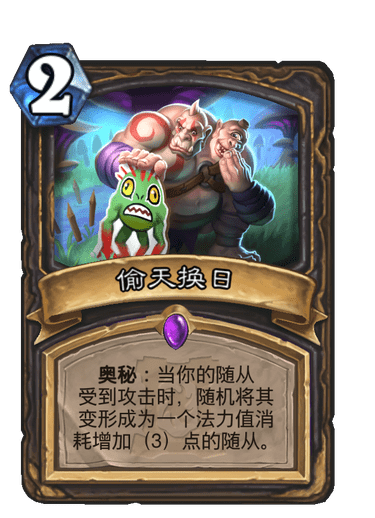 2
偷天换日
奥秘：当你的随从
受到攻击时，随机将其
变形成为一个法力值消
耗增加（3）点的随从。